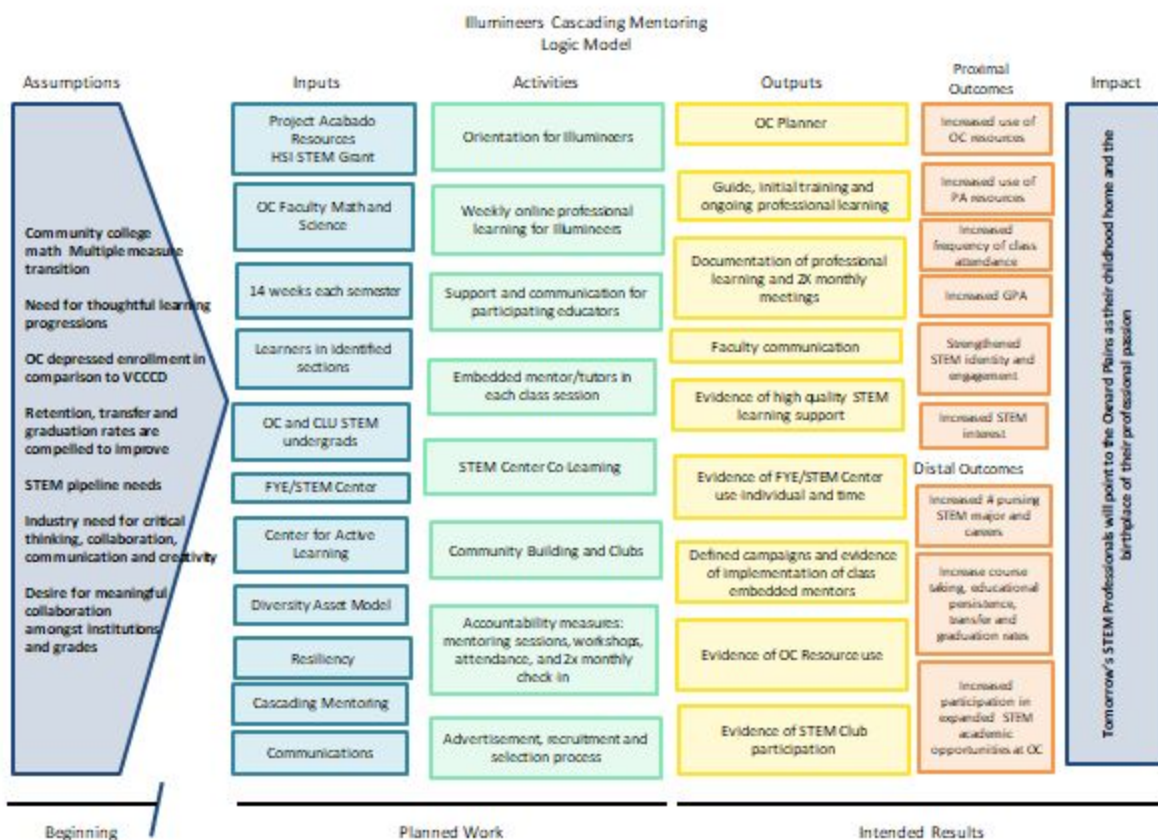 Illumineers Cascading Mentoring
Logic Model
Assumptions
Community college
math Multiple measure
transition
Need for thoughtful learning
progressions
OC depressed enrollment in
comparison to VCCCD
Retention, transfer and
graduation rates are
compelled to improve
STEM pipeline needs
Industry need for critical
thinking, collaboration,
communication and creativity
Desire for meaningful
collaboration
amongst institutions
and grades
Inputs
Project Acabado
Resources
HSI STEM Grant
OC Faculty Math and
Science
14 weeks each semester
Learners in identified
sections
OC and CLU STEM
undergrads
FYE/STEM Center
Center for Active
Learning
Diversity Asset Model
Resiliency
Cascading Mentoring
Communications
Activities
Orientation for Illumineers
Weekly online professional
learning for Illumineers
Support and communication for
participating educators
Embedded mentor/tutors in
each class session
STEM Center Co Learning
Community Building and Clubs
Accountability measures:
mentoring sessions, workshops,
attendance, and 2x monthly
check in
Advertisement, recruitment and
selection process
Outputs
OC Planner
Guide, initial training and
ongoing professional learning
Documentation of professional
learning and 2X monthly
meetings
Faculty communication
Evidence of high quality STEM
learning support
Evidence of FYE/STEM Center
use-individual and time
Defined campaigns and evidence
of implementation of class
embedded mentors
Evidence of OC Resource use
Evidence of STEM Club
participation
Proximal
Outcomes
Increased use of
OC resources
Increased use of
PA resources
Increased
frequency of class
attendance
Increased GPA
Strengthened
STEM identity and
engagement
Increased STEM
interest
Distal Outcomes
Increased # pursing
STEM major and
careers
Increase course
taking, educational
persistence,
transfer and
graduation rates
Increased
participation in
expanded STEM
academic
opportunities at OC
Impact
Tomorrow's STEM Professionals will point to the Oxnard Plains as their childhood home and the
birthplace of their professional passion
Beginning
Planned Work
Intended Results